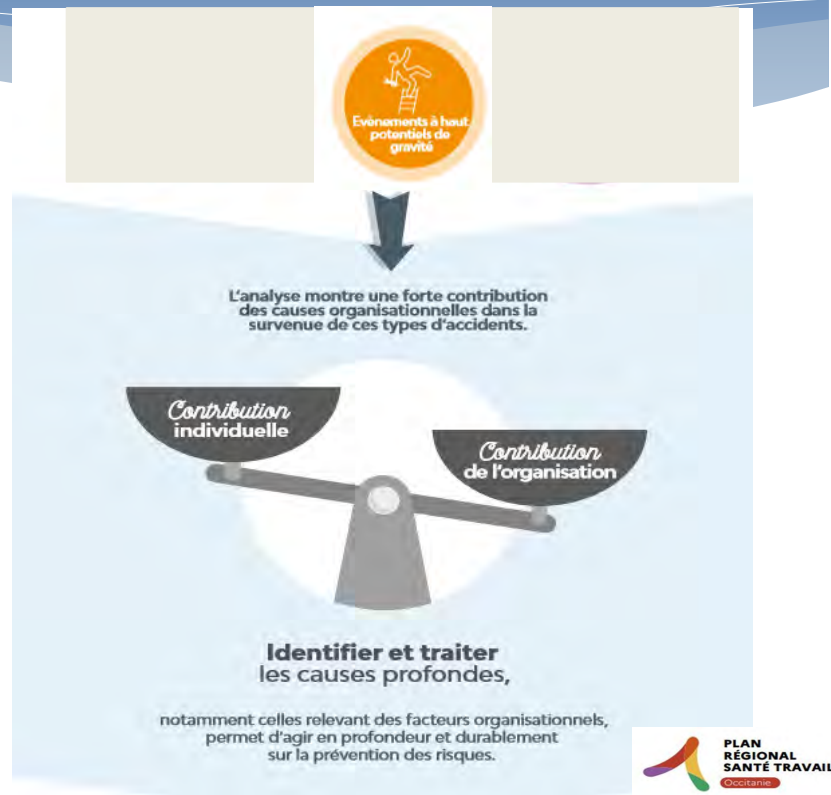 Evènements à haut
potentiels de
gravité
L'analyse montre une forte contribution
des causes organisationnelles dans la
survenue de ces types d'accidents.
Contribution
individuelle
Contribution
de l'organisation
Identifier et traiter
les causes profondes,
notamment celles relevant des facteurs organisationnels,
permet d'agir en profondeur et durablement
sur la prévention des risques.
PLAN
RÉGIONAL
SANTÉ TRAVAIL
Occitanie